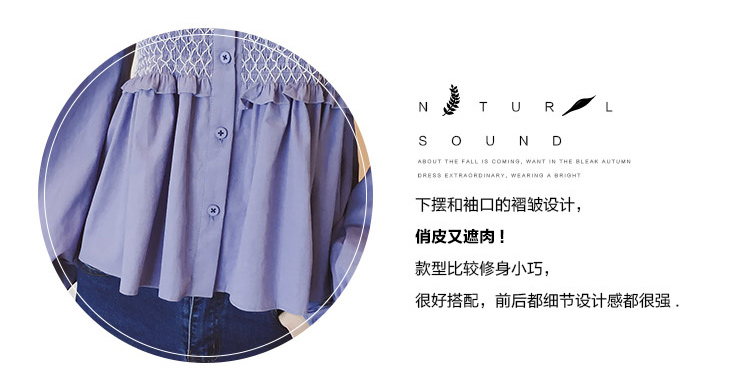 N TUR L
SOUND
ABOUT THE FALL IS COMING, WANT IN THE BLEAK AUTUMN
DRESS EXTRAORDINARY, WEARING A BRIGHT
下摆和袖口的褶皱设计，
俏皮又遮肉！
款型比较修身小巧，
很好搭配，前后都细节设计感都很强 .